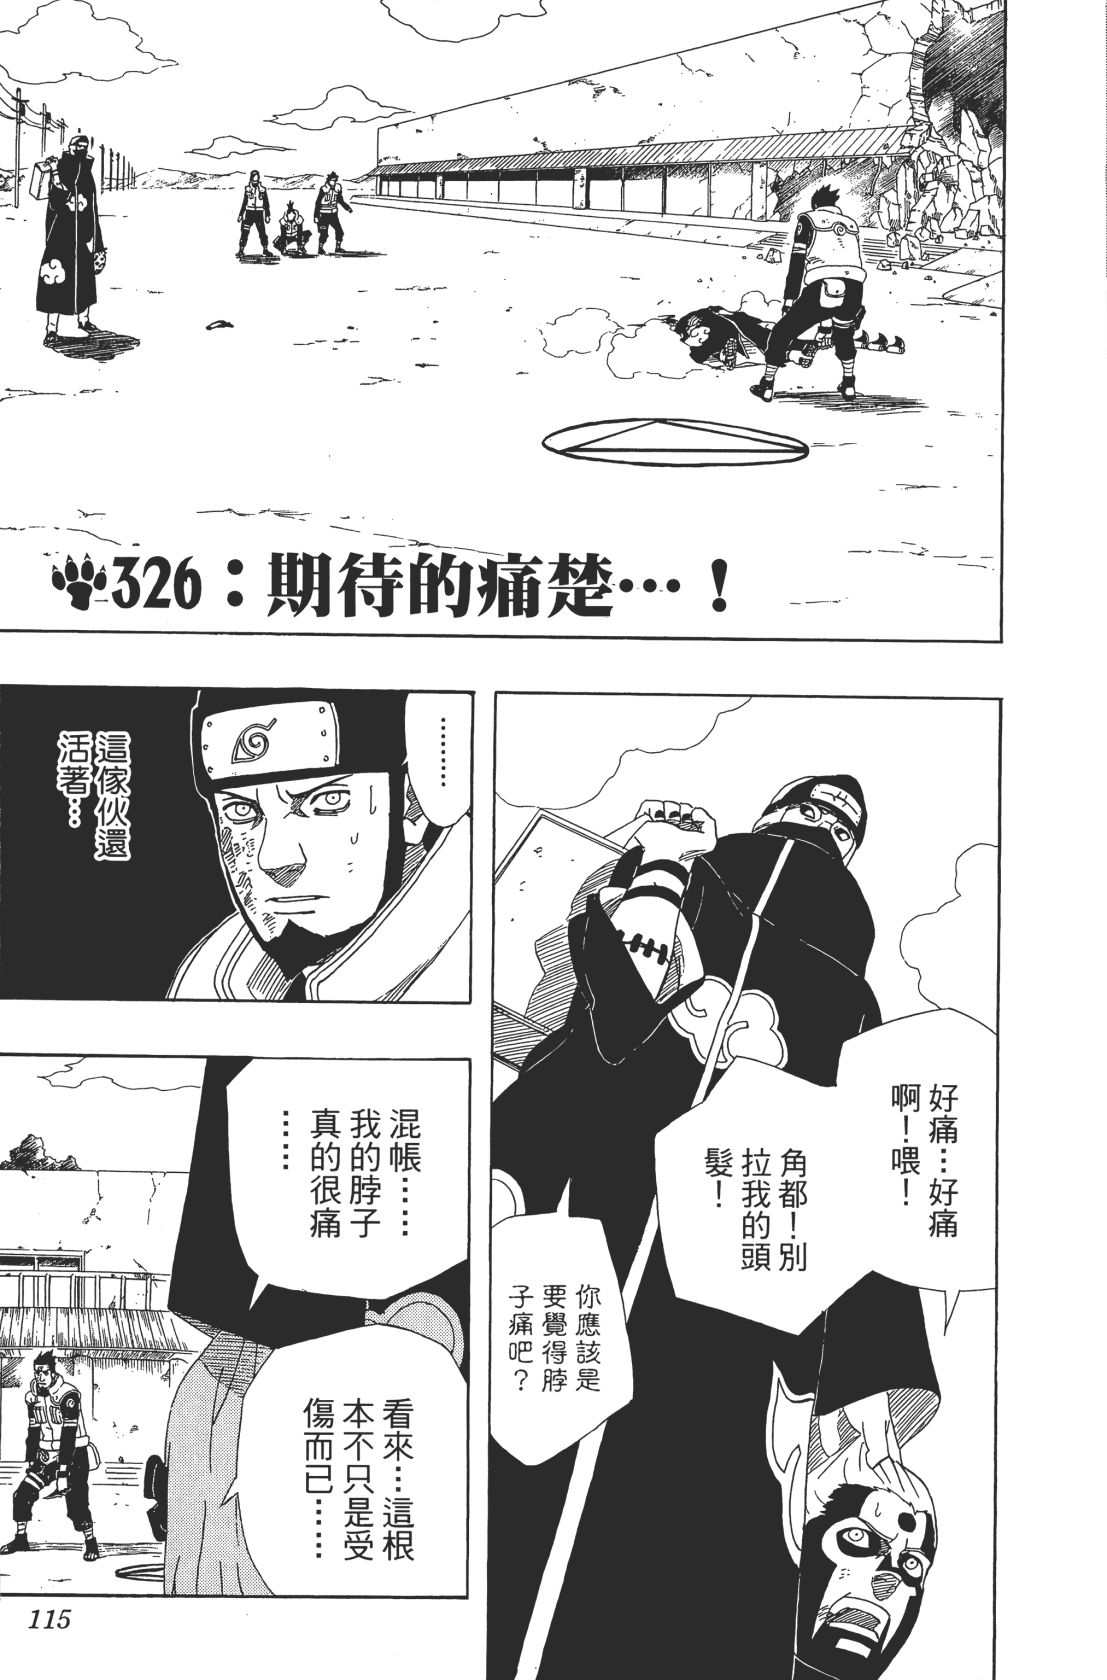 326：期待的痛楚…！
好痛…好痛
啊！喂！
角都！別
拉我的頭
髮！
你應該是
要覺得脖
子痛吧？
………
這傢伙還
活著…
混帳……
我的脖子
真的很痛
……
看來…這根
本不只是受
傷而已……
115